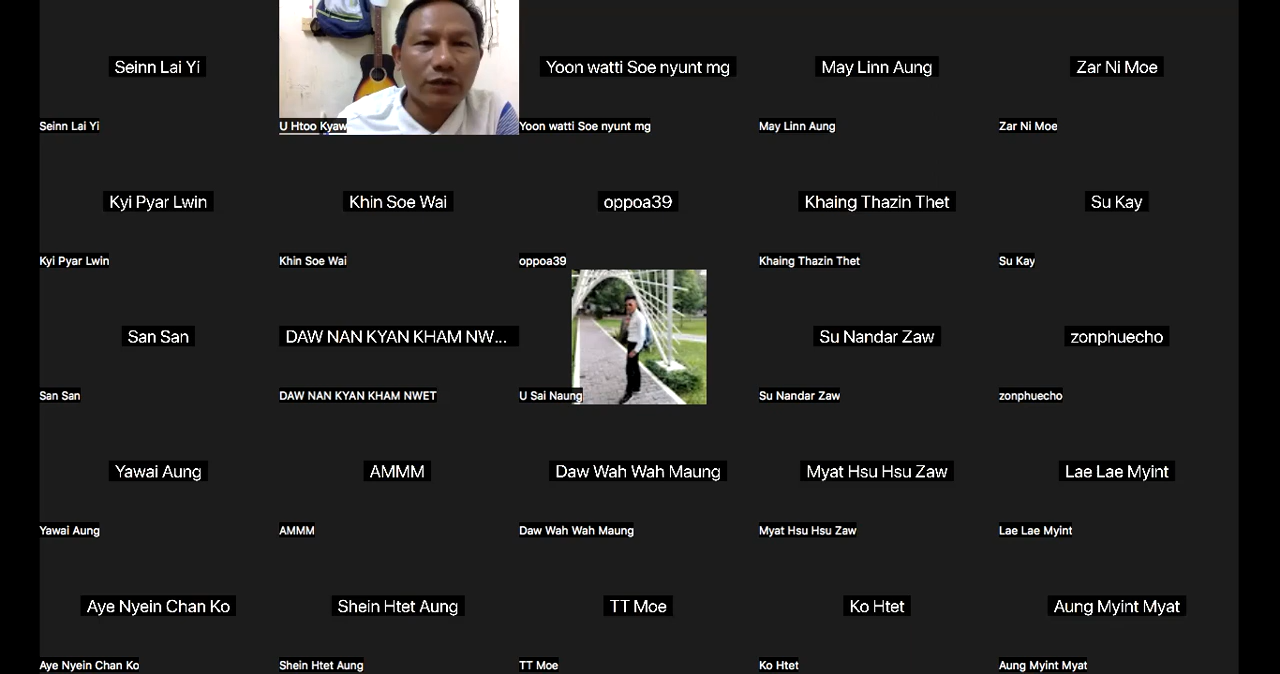 Seinn Lai Yi
Yoon watti Soe nyunt mg
May Linn Aung
Zar Ni Moe
Seinn Lai Yi
U Htoo Kyaw
Yoon watti Soe nyunt mg
May Linn Aung
Zar Ni Moe
Kyi Pyar Lwin
Khin Soe Wai
oppoa39
Khaing Thazin Thet
Su Kay
Kyi Pyar Lwin
Khin Soe Wai
oppoa39
Khaing Thazin Thet
Su Kay
San San
DAW NAN KYAN KHAM NW...
Su Nandar Zaw
zonphuecho
San San
DAW NAN KYAN KHAM NWET
U Sai Naung
Su Nandar Zaw
zonphuecho
Yawai Aung
AMMM
Daw Wah Wah Maung
Myat Hsu Hsu Zaw
Lae Lae Myint
Yawai Aung
AMMM
Daw Wah Wah Maung
Myat Hsu Hsu Zaw
Lae Lae Myint
Aye Nyein Chan Ko
Shein Htet Aung
TT Moe
Ko Htet
Aung Myint Myat
Aye Nyein Chan Ko
Shein Htet Aung
TT Moe
Ko Htet
Aung Myint Myat